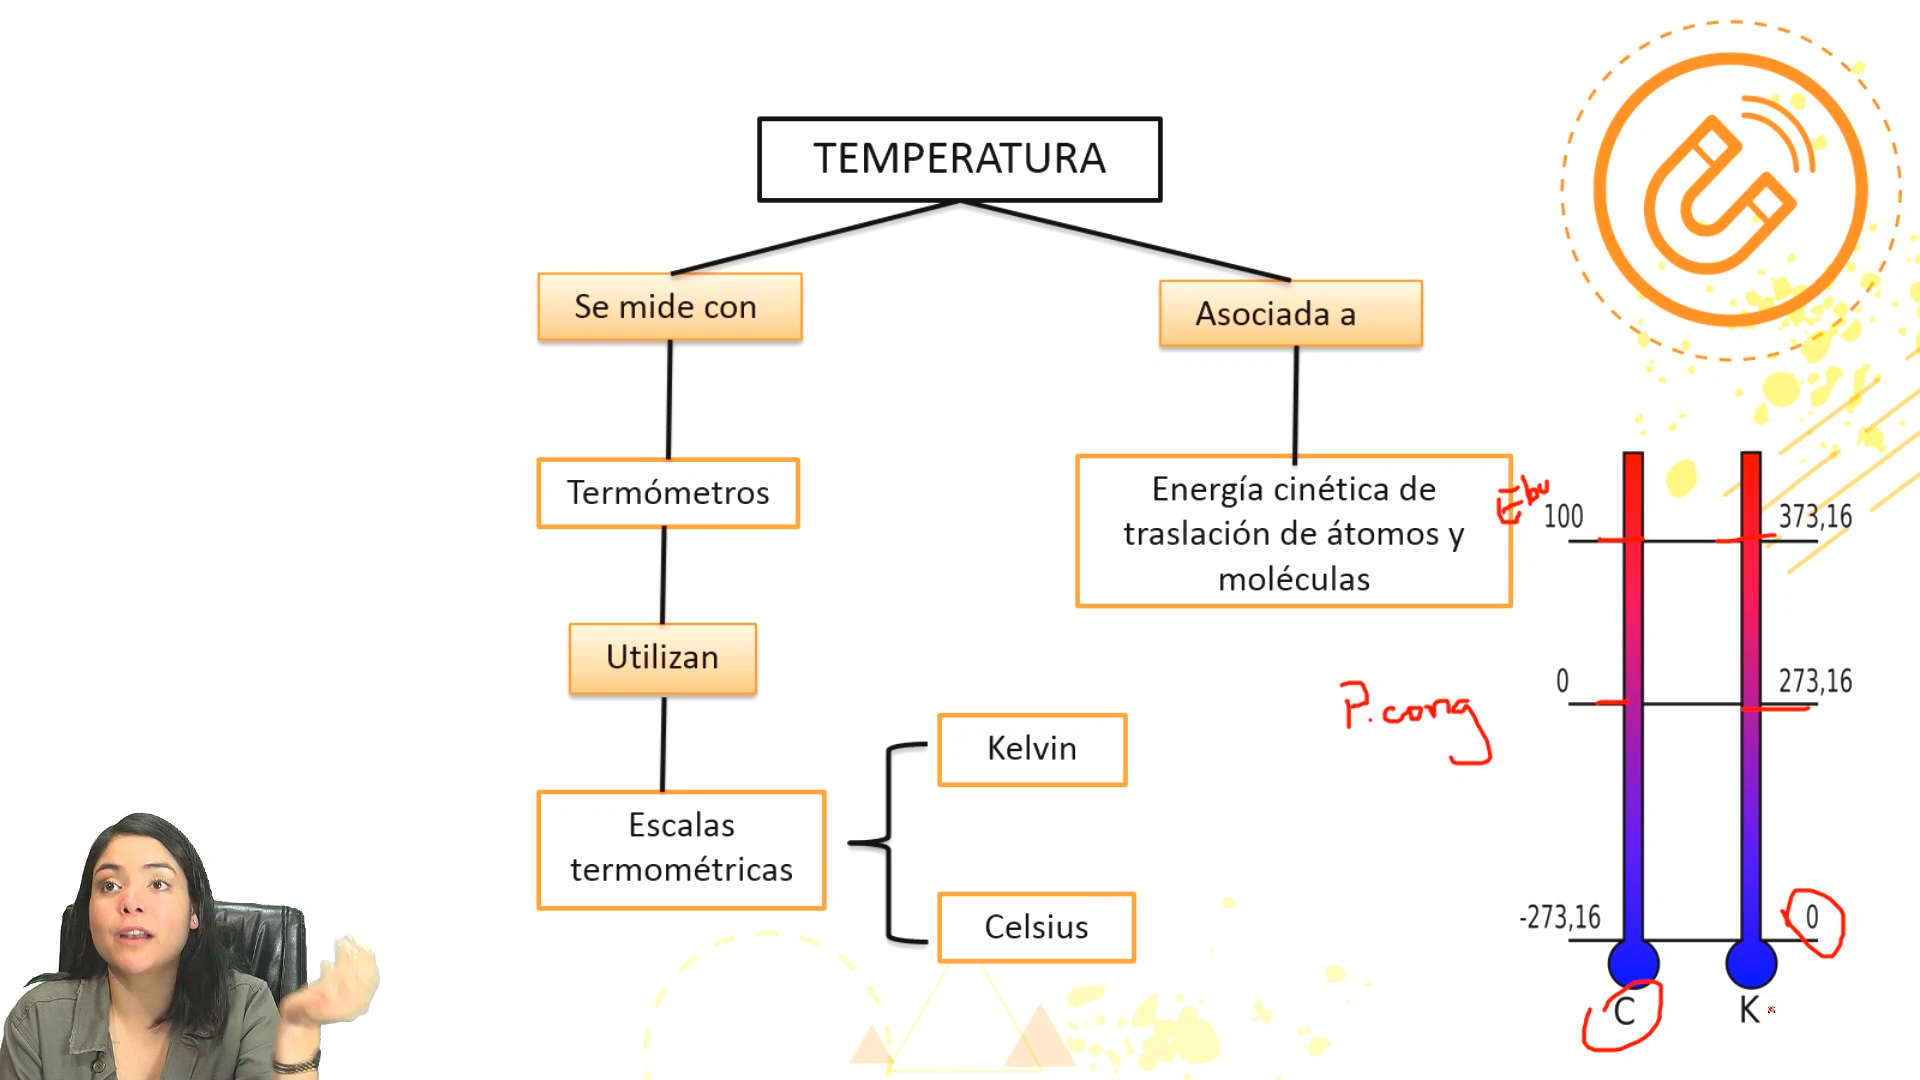 TEMPERATURA
Se mide con
Asociada a
Termómetros
Energía cinética de
traslación de átomos y
moléculas
Utilizan
Escalas
termométricas
Kelvin
Celsius
Ebu
100
373,16
P.cong
0
273,16
-273,16
0
C
K